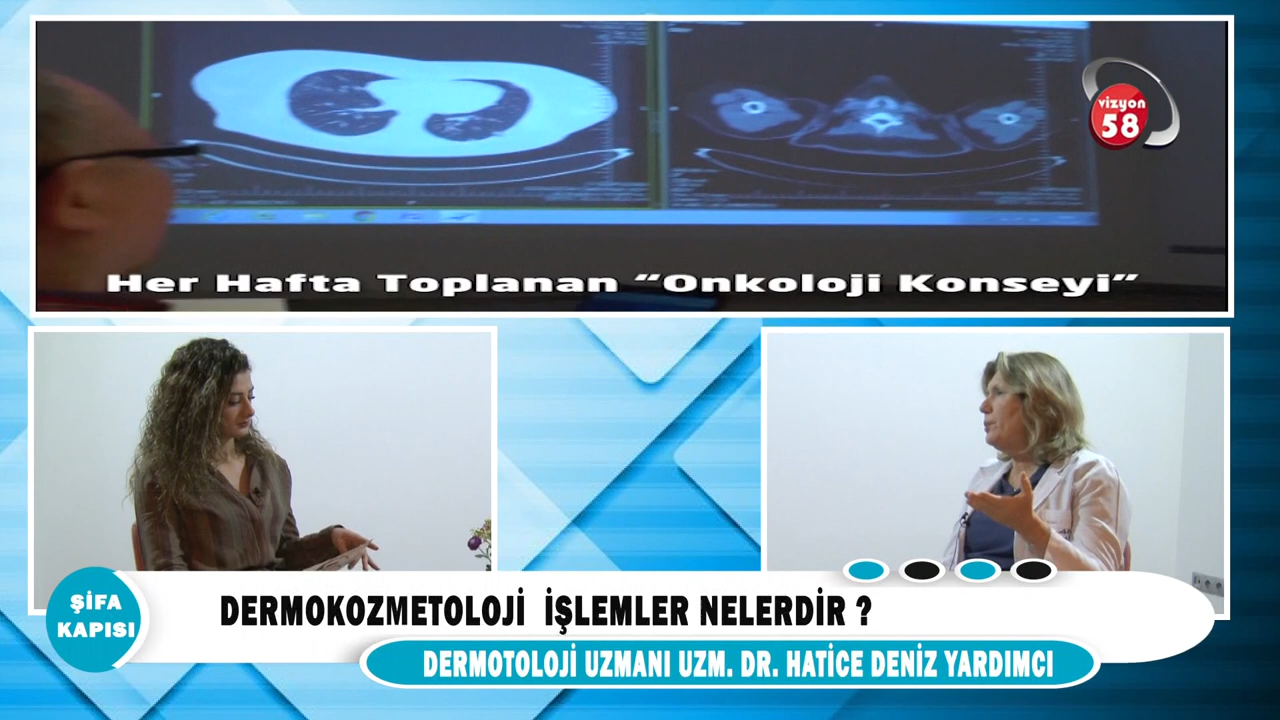 vizyon
58
Her Hafta Toplanan “Onkoloji Konseyi”
ŞİFA
KAPISI
DERMOKOZMETOLOJİ İŞLEMLER NELERDİR ?
DERMOTOLOJİ UZMANI UZM. DR. HATİCE DENİZ YARDIMCI